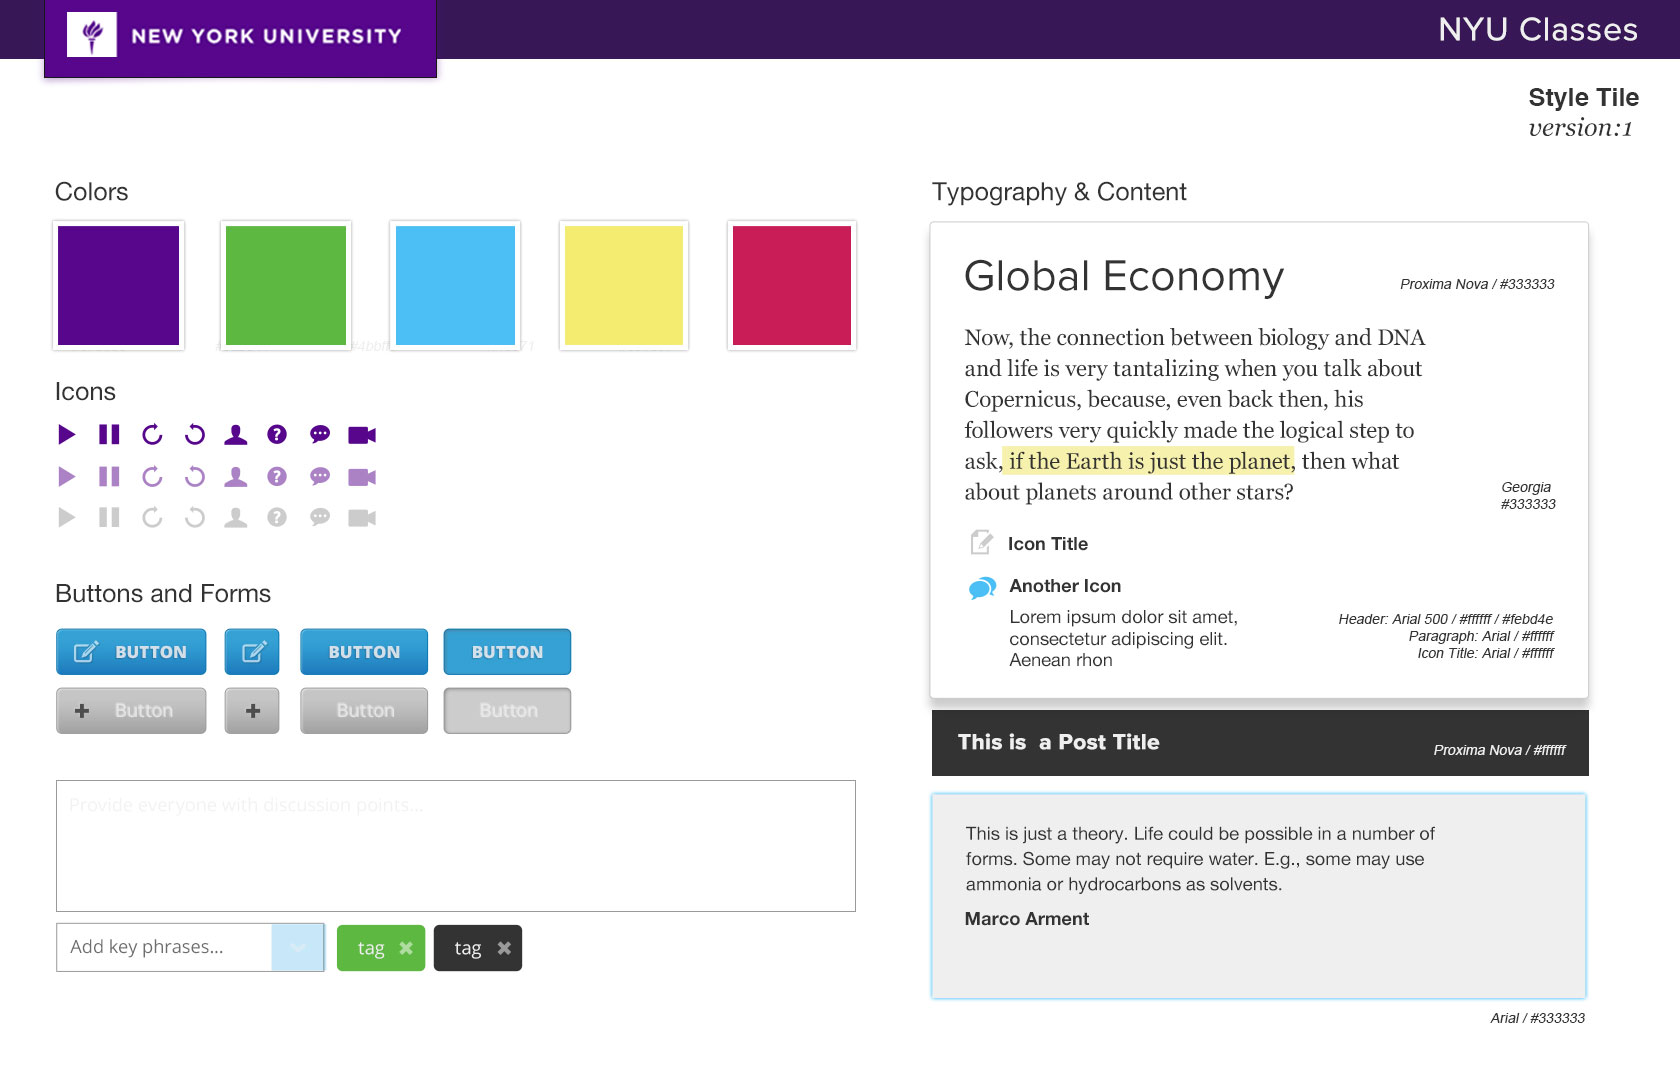 NEW YORK UNIVERSITY
NYU Classes
Style Tile
version:1
Colors
Icons
Buttons and Forms
BUTTON
BUTTON
BUTTON
Button
Button
Button
Provide everyone with discussion points...
Add key phrases...
tag
tag
Typography & Content
Global Economy
Proxima Nova / #333333
Now, the connection between biology and DNA
and life is very tantalizing when you talk about
Copernicus, because, even back then, his
followers very quickly made the logical step to
ask, if the Earth is just the planet, then what
about planets around other stars?
Georgia
#333333
Icon Title
Another Icon
Lorem ipsum dolor sit amet,
consectetur adipiscing elit.
Aenean rhon
Header: Arial 500 / #ffffff / #febd4e
Paragraph: Arial / #ffffff
Icon Title: Arial / #ffffff
This is  a Post Title
Proxima Nova / #ffffff
This is just a theory. Life could be possible in a number of
forms. Some may not require water. E.g., some may use
ammonia or hydrocarbons as solvents.
Marco Arment
Arial / #333333